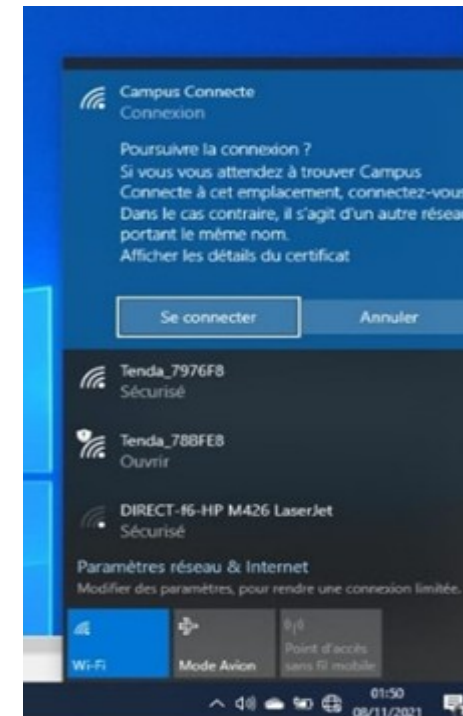 Campus Connecte
Connexion
Poursuivre la connexion ?
Si vous vous attendez à trouver Campus
Connecte à cet emplacement, connectez-vous
Dans le cas contraire, il s'agit d'un autre réseau
portant le même nom.
Afficher les détails du certificat
Se connecter Annuler
Tenda_7976F8
Sécurisé
Tenda_788FE8
Ouvrir
DIRECT-f6-HP M426 LaserJet
Sécurisé
Paramètres réseau & Internet
Modifier des paramètres, pour rendre une connexion limitée.
Wi-Fi Mode Avion Point d'accès
sans fil mobile
01:50
08/11/2021